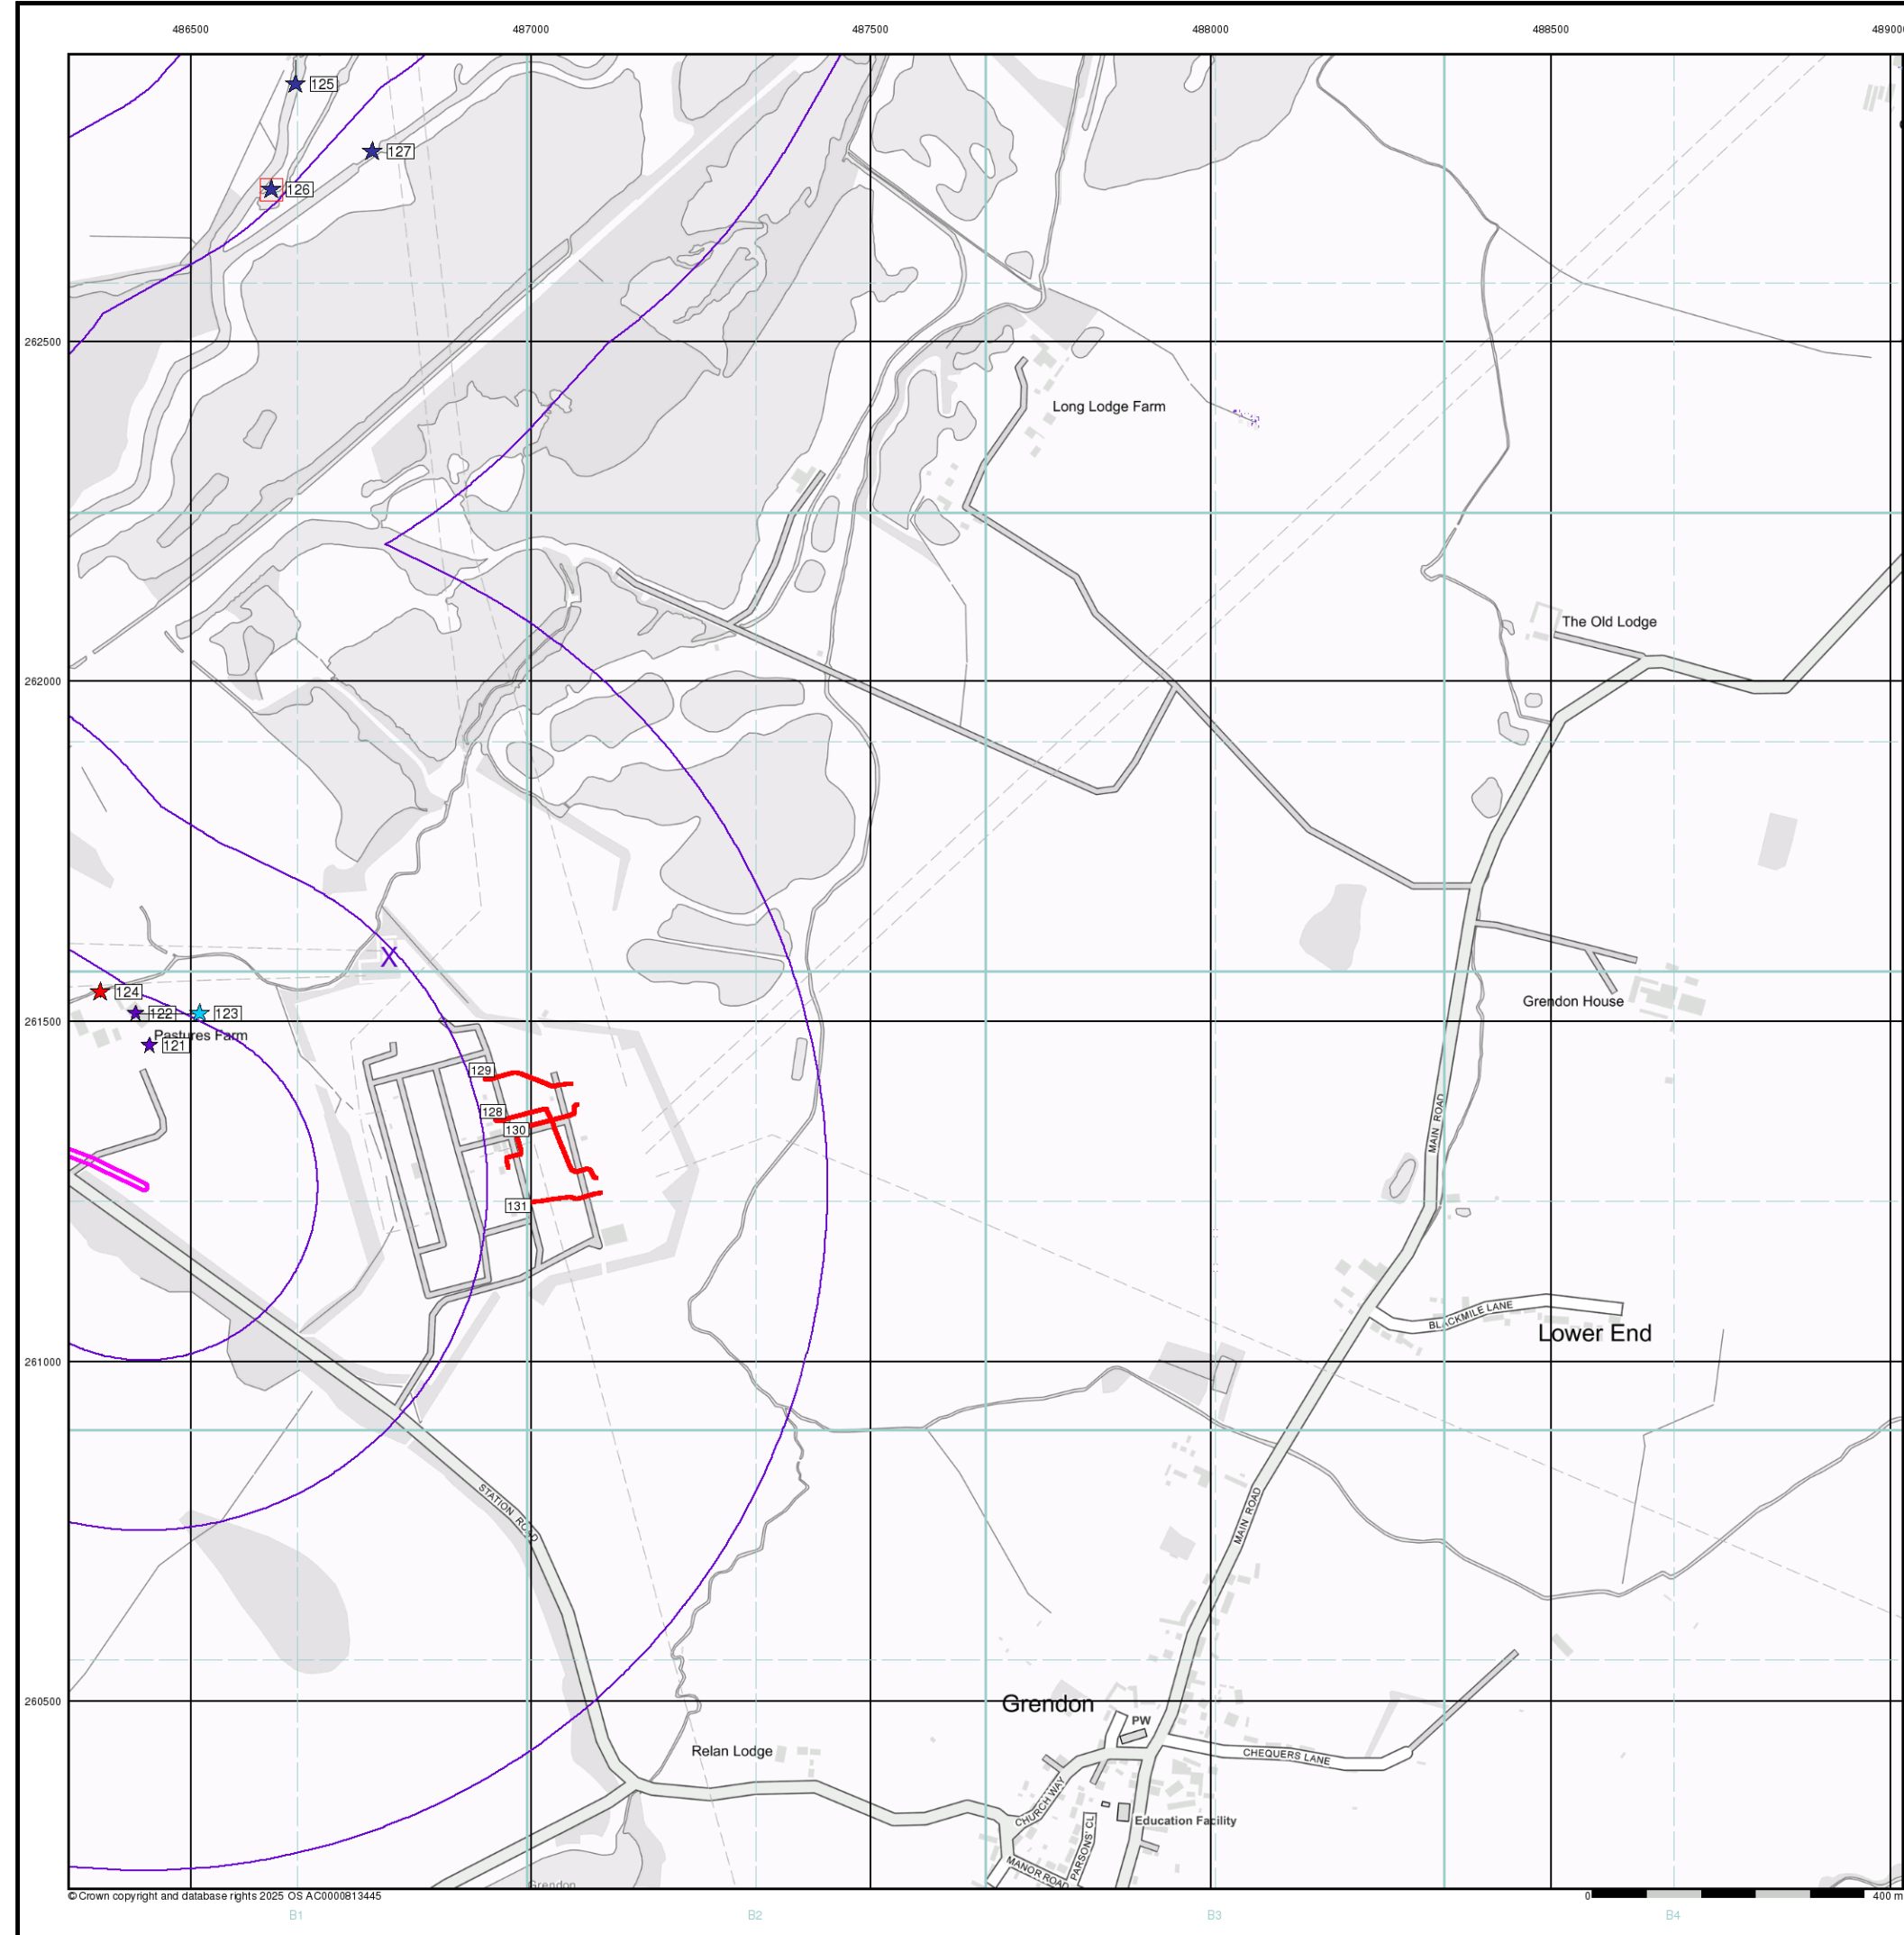 486500 487000 487500 488000 488500 489000
125
127
126
262500
Long Lodge Farm
The Old Lodge
262000
X
124
122 123
Grendon House
261500
Pastures Farm
121
129
128
130
131
MAIN ROAD
BLACKMILE LANE
Lower End
261000
STATION ROAD
MAIN ROAD
260500
Grendon
PW
Relan Lodge
CHEQUERS LANE
CHURCH WAY
PARSONS' CL
Education Facility
MANOR ROAD
Grendon
© Crown copyright and database rights 2025 OS AC0000813445
0 400 m
B1 B2 B3 B4